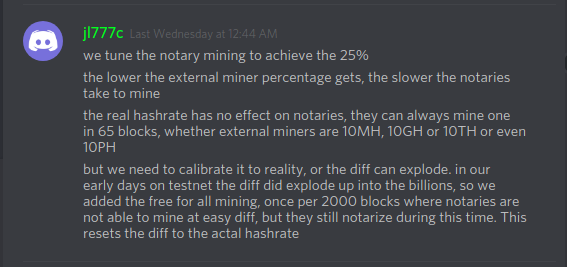 jl777c Last Wednesday at 12:44 AM
we tune the notary mining to achieve the 25%
the lower the external miner percentage gets, the slower the notaries
take to mine
the real hashrate has no effect on notaries, they can always mine one
in 65 blocks, whether external miners are 10MH, 10GH or 10TH or even
10PH
but we need to calibrate it to reality, or the diff can explode. in our
early days on testnet the diff did explode up into the billions, so we
added the free for all mining, once per 2000 blocks where notaries are
not able to mine at easy diff, but they still notarize during this time. This
resets the diff to the actal hashrate